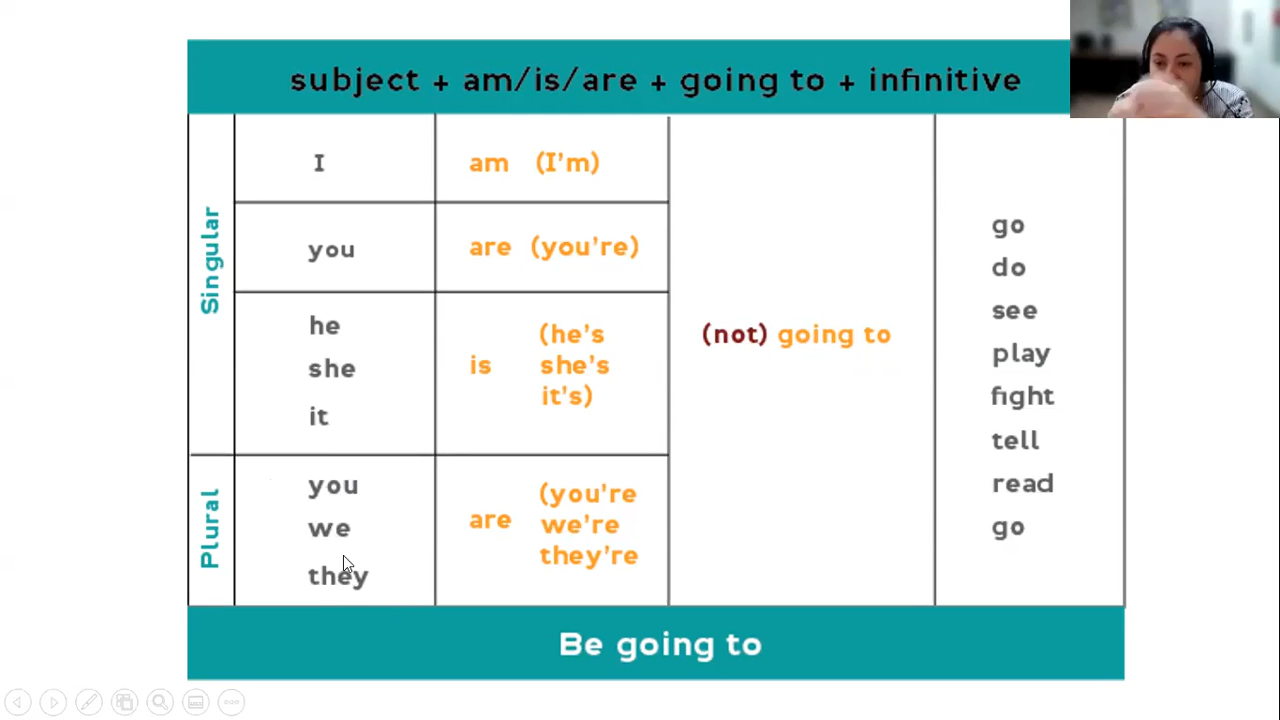 subject + am/is/are + going to + infinitive
Singular
I
am (I'm)
you
are (you're)
he
she
it
is
(he's
she's
it's)
(not) going to
go
do
see
play
fight
tell
read
go
Plural
you
we
they
are
(you're
we're
they're
Be going to